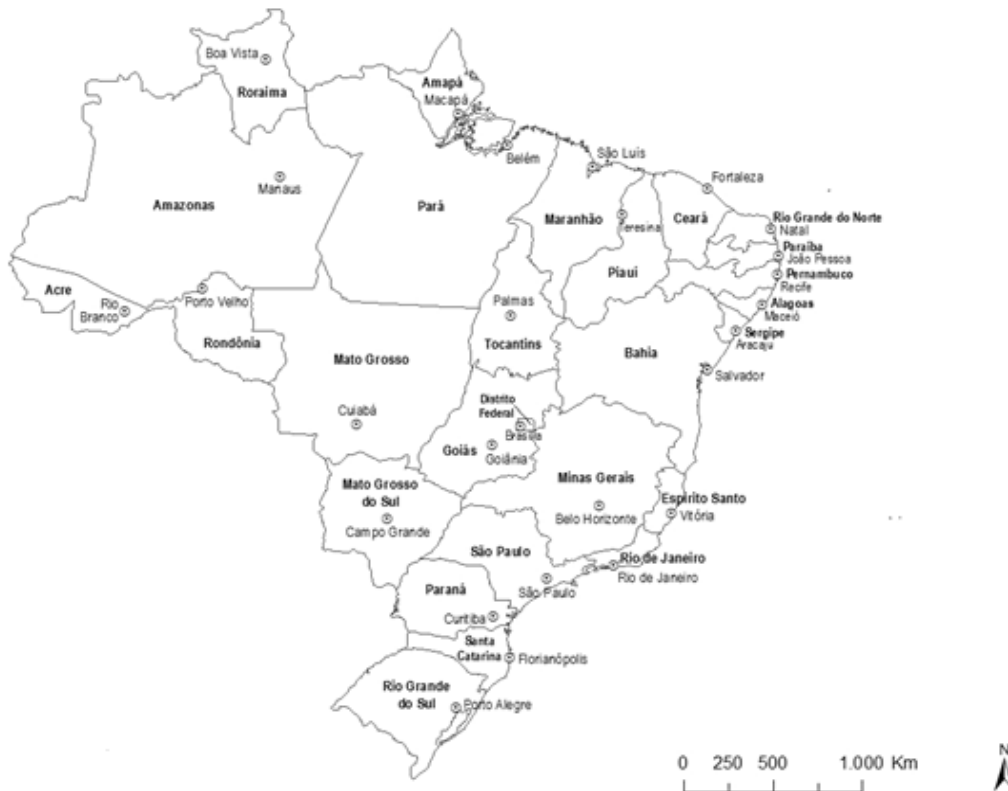 Boa Vista
Roraima
Amapá
Macapá
Belém
São Luís
Fortaleza
Manaus
Amazonas
Pará
Maranhão
Teresina
Ceará
Rio Grande do Norte
Natal
Paraíba
João Pessoa
Piauí
Pernambuco
Recife
Acre
Rio
Branco
Porto Velho
Palmas
Alagoas
Maceió
Rondônia
Mato Grosso
Tocantins
Bahia
Sergipe
Aracaju
Salvador
Cuiabá
Distrito
Federal
Brasília
Goiás
Goiânia
Mato Grosso
do Sul
Campo Grande
Minas Gerais
Belo Horizonte
Espírito Santo
Vitória
São Paulo
Rio de Janeiro
Rio de Janeiro
São Paulo
Paraná
Curitiba
Santa
Catarina
Florianópolis
Rio Grande
do Sul
Porto Alegre
N
0 250 500 1.000 Km